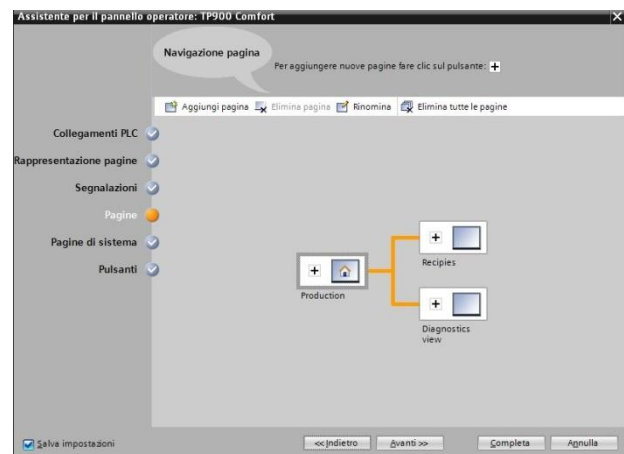 Assistente per il pannello operatore: TP900 Comfort
Navigazione pagina
Per aggiungere nuove pagine fare clic sul pulsante:
Aggiungi pagina Elimina pagina Rinomina Elimina tutte le pagine
Collegamenti PLC
Rappresentazione pagine
Segnalazioni
Pagine
Pagine di sistema
Pulsanti
Production
Recipies
Diagnostics
view
Salva impostazioni
<< Indietro Avanti >> Completa Annulla